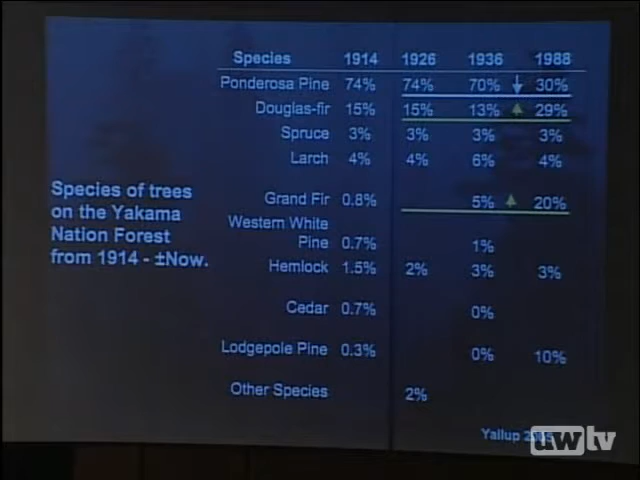 Species 1914 1926 1936 1988
Ponderosa Pine 74% 74% 70% 30%
Douglas-fir 15% 15% 13% 29%
Spruce 3% 3% 3% 3%
Larch 4% 4% 6% 4%
Species of trees
on the Yakama
Nation Forest
from 1914 - ±Now.
Grand Fir 0.8% 5% 20%
Western White
Pine 0.7% 1%
Hemlock 1.5% 2% 3% 3%
Cedar 0.7% 0%
Lodgepole Pine 0.3% 0% 10%
Other Species 2%
Yallup
uwtv